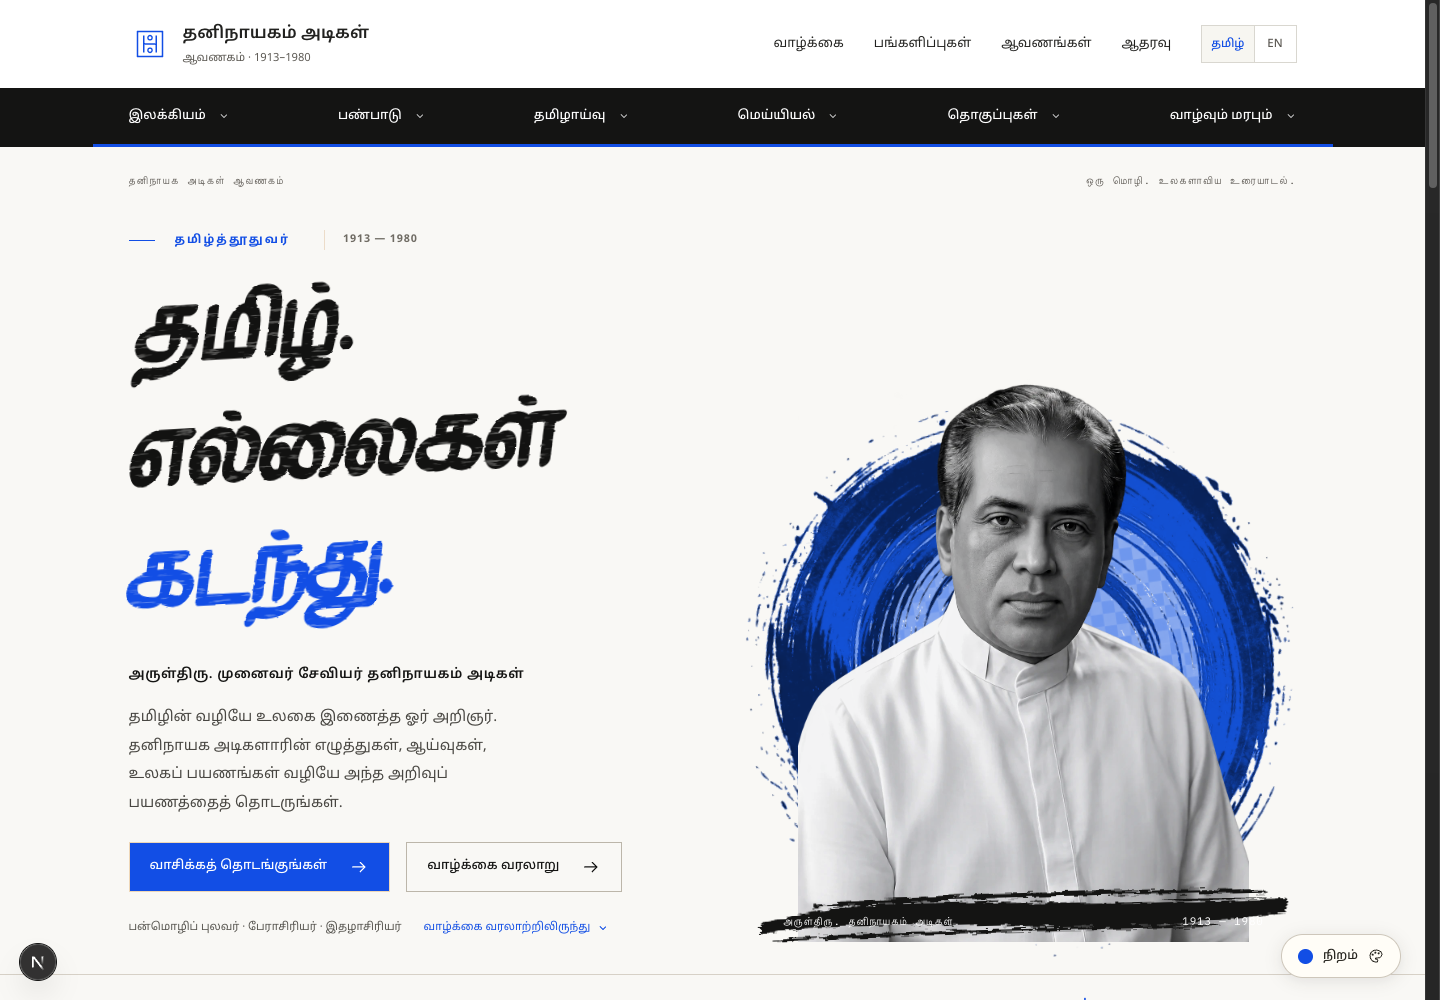 தனிநாயகம் அடிகள்
ஆவணகம் · 1913–1980
வாழ்க்கை பங்களிப்புகள் ஆவணங்கள் ஆதரவு தமிழ் EN
இலக்கியம் பண்பாடு தமிழாய்வு மெய்யியல் தொகுப்புகள் வாழ்வும் மரபும்
தனிநாயக அடிகள் ஆவணகம்
ஒரு மொழி. உலகளாவிய உரையாடல்.
தமிழ்த்தூதுவர் 1913 — 1980
தமிழ்.
எல்லைகள்
கடந்து.
அருள்திரு. முனைவர் சேவியர் தனிநாயகம் அடிகள்
தமிழின் வழியே உலகை இணைத்த ஓர் அறிஞர்.
தனிநாயக அடிகளாரின் எழுத்துகள், ஆய்வுகள்,
உலகப் பயணங்கள் வழியே அந்த அறிவுப்
பயணத்தைத் தொடருங்கள்.
வாசிக்கத் தொடங்குங்கள் → வாழ்க்கை வரலாறு →
பன்மொழிப் புலவர் · பேராசிரியர் · இதழாசிரியர் வாழ்க்கை வரலாற்றிலிருந்து
அருள்திரு. தனிநாயகம் அடிகள் 1913 —
N
நிறம்